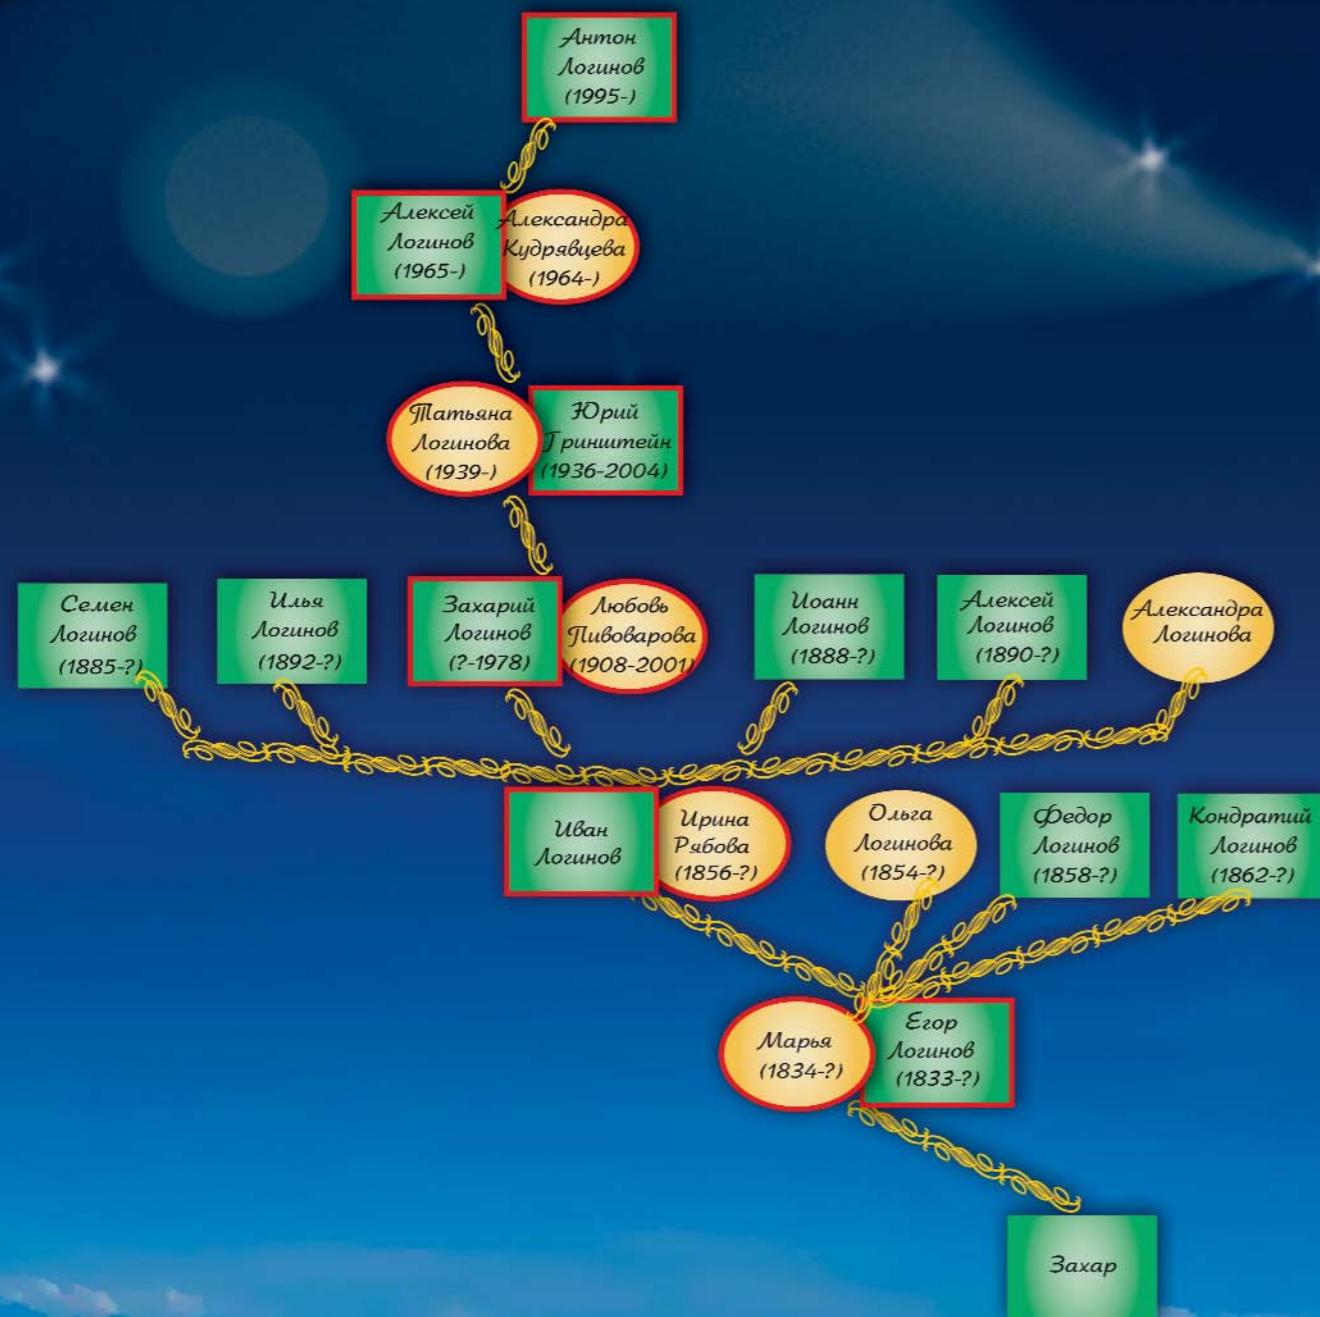 Антон
Логинов
(1995-)
Алексей
Логинов
(1965-)
Александра
Кудрявцева
(1964-)
Татьяна
Логинова
(1939-)
Юрий
Гринштейн
(1936-2004)
Семен
Логинов
(1885-?)
Илья
Логинов
(1892-?)
Захарий
Логинов
(?-1978)
Любовь
Пивоварова
(1908-2001)
Иоанн
Логинов
(1888-?)
Алексей
Логинов
(1890-?)
Александра
Логинова
Иван
Логинов
Ирина
Рябова
(1856-?)
Ольга
Логинова
(1854-?)
Федор
Логинов
(1858-?)
Кондратий
Логинов
(1862-?)
Марья
(1834-?)
Егор
Логинов
(1833-?)
Захар